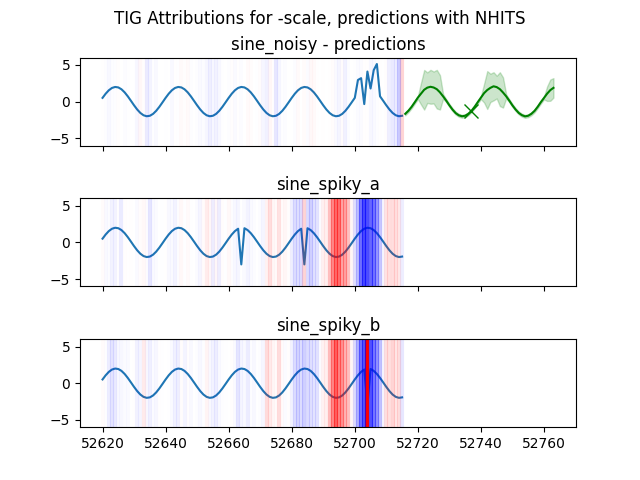 TIG Attributions for -scale, predictions with NHITS
sine_noisy - predictions
5
0
−5
sine_spiky_a
5
0
−5
sine_spiky_b
5
0
−5
52620 52640 52660 52680 52700 52720 52740 52760